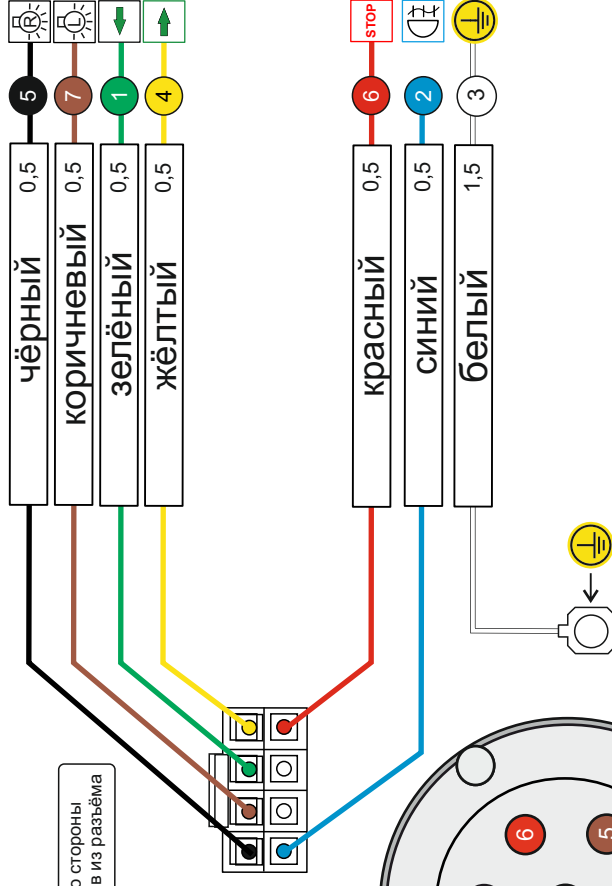 чёрный 0,5 5 R
коричневый 0,5 7 L
зелёный 0,5 1
жёлтый 0,5 4
красный 0,5 6 STOP
синий 0,5 2
белый 1,5 3
о стороны
в из разъёма
6
5